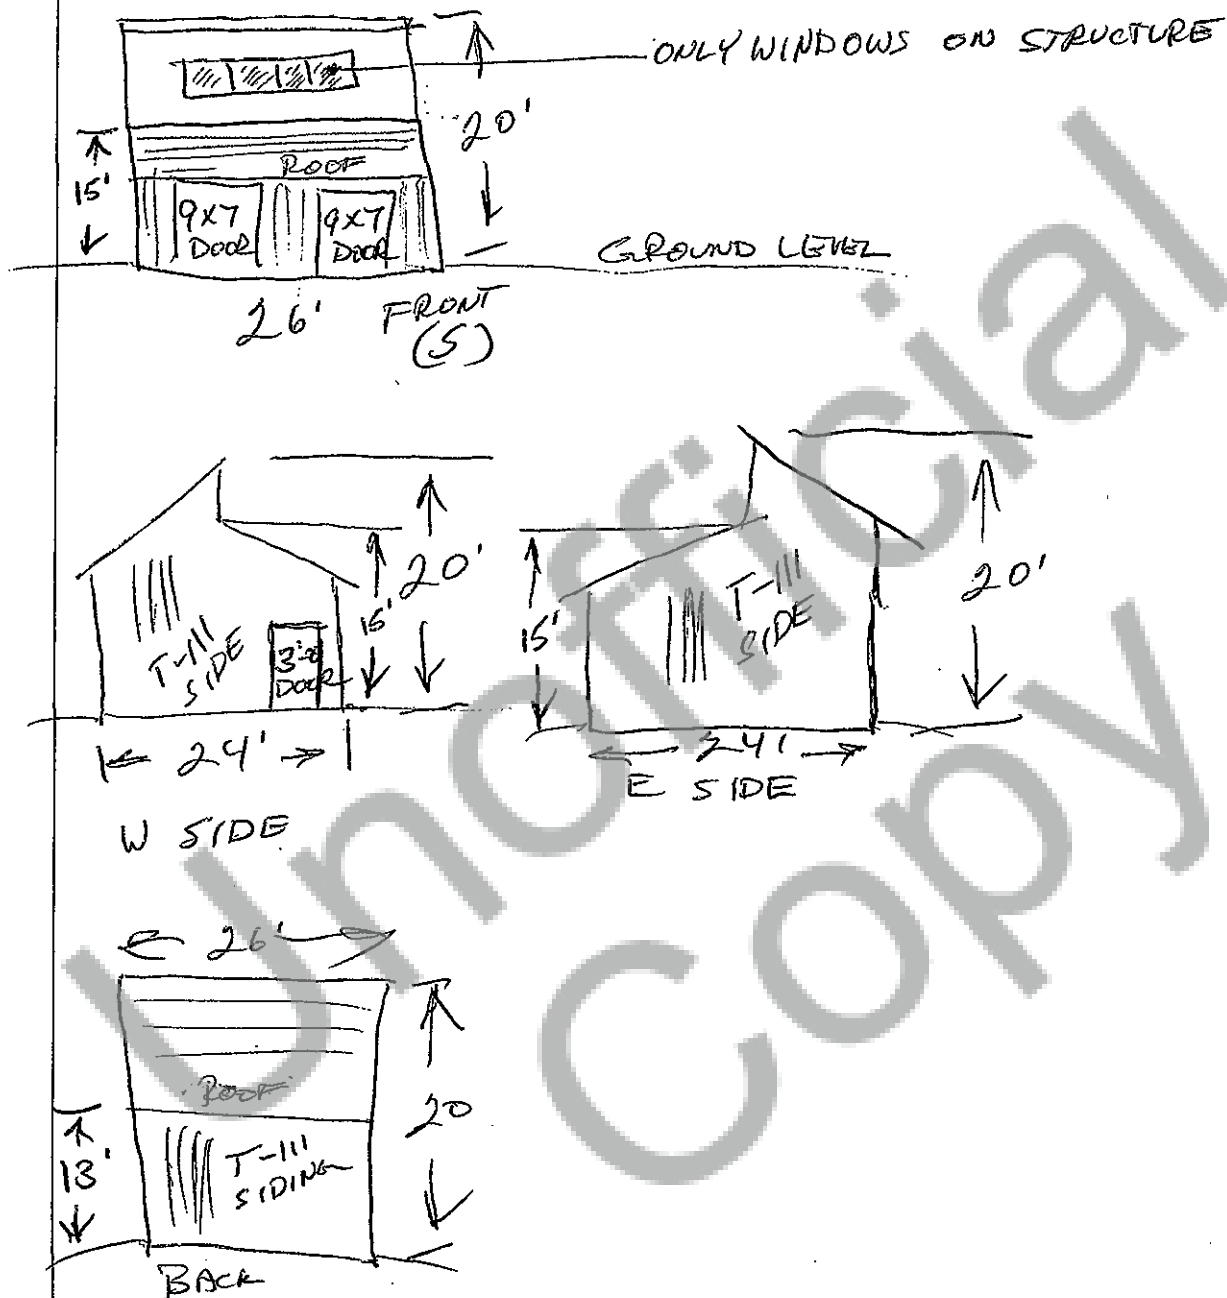 ONLY WINDOWS ON STRUCTURE
20'
15'
ROOF
9x7
DOOR
9x7
DOOR
GROUND LEVEL
26'
FRONT
(S)
T-111
SIDE
3'-0
DOOR
15'
20'
24'
W SIDE
15'
T-111
SIDE
20'
24'
E SIDE
26'
ROOF
20
13'
T-111
SIDING
BACK
Unofficial
Copy